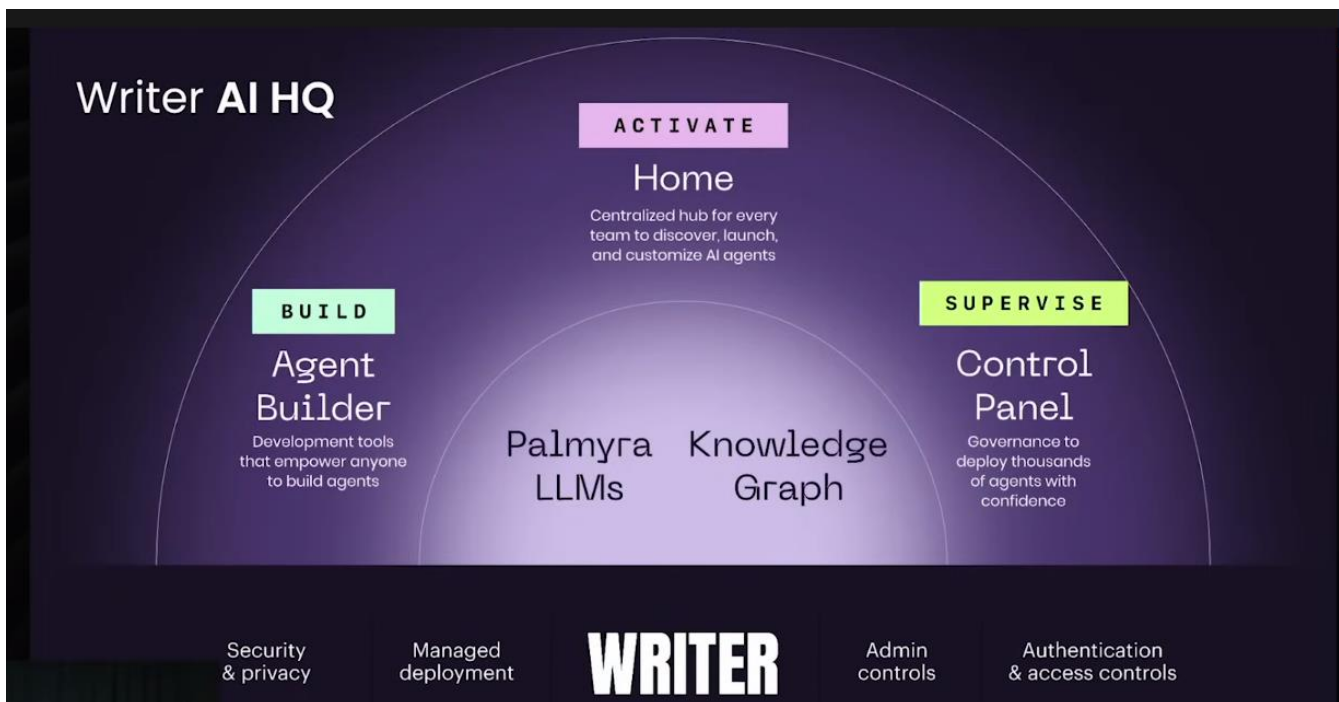 Writer AI HQ
ACTIVATE
Home
Centralized hub for every
team to discover, launch,
and customize AI agents
BUILD
Agent
Builder
Development tools
that empower anyone
to build agents
SUPERVISE
Control
Panel
Governance to
deploy thousands
of agents with
confidence
Palmyra
LLMs
Knowledge
Graph
Security
& privacy
Managed
deployment
WRITER
Admin
controls
Authentication
& access controls